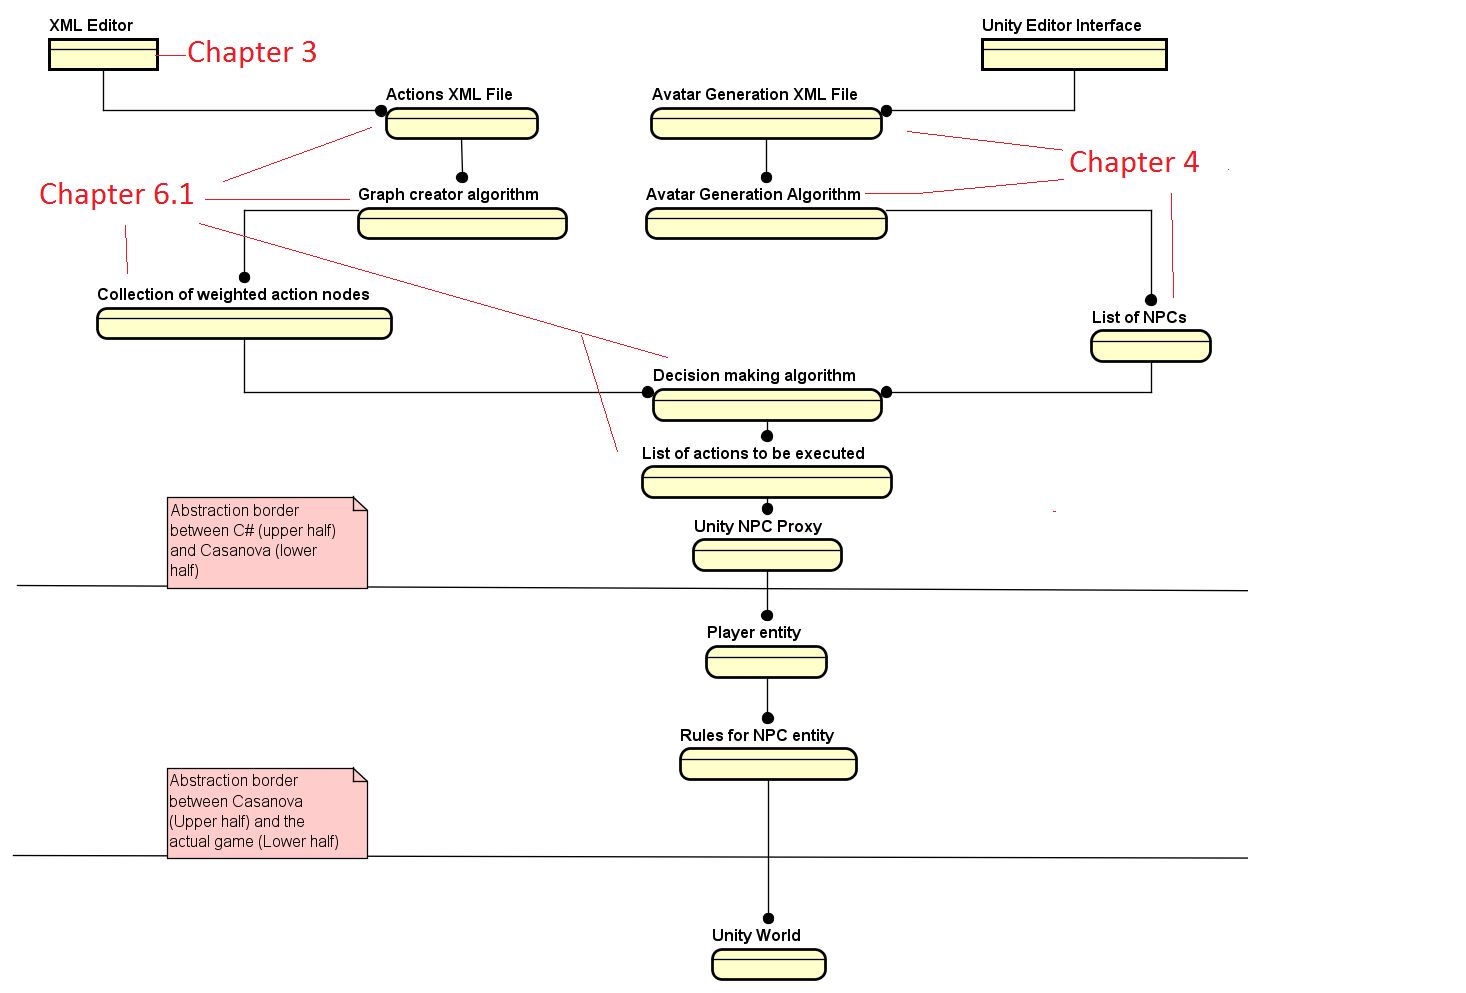 XML Editor
Unity Editor Interface
Chapter 3
Actions XML File
Avatar Generation XML File
Chapter 4
Chapter 6.1
Graph creator algorithm
Avatar Generation Algorithm
Collection of weighted action nodes
List of NPCs
Decision making algorithm
List of actions to be executed
Abstraction border
between C# (upper half)
and Casanova (lower
half)
Unity NPC Proxy
Player entity
Rules for NPC entity
Abstraction border
between Casanova
(Upper half) and the
actual game (Lower half)
Unity World